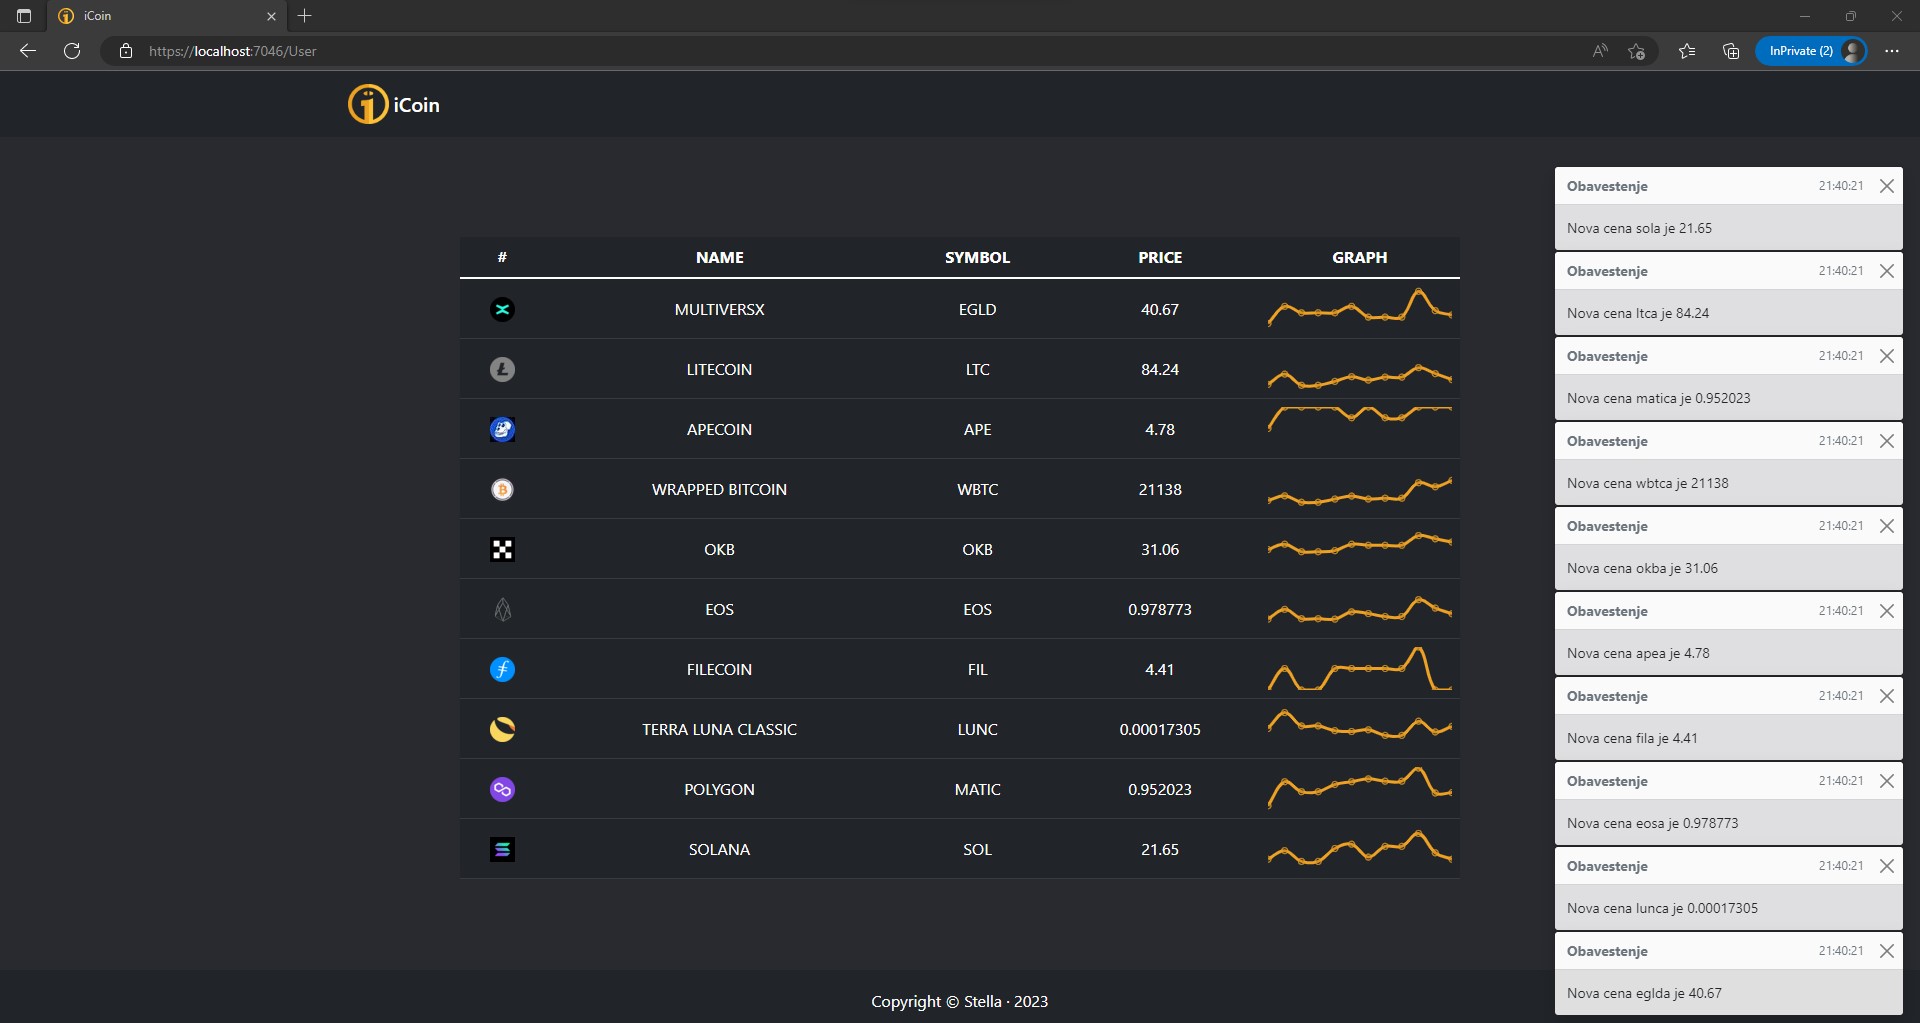 iCoin
https://localhost:7046/User
InPrivate (2)
iCoin
# NAME SYMBOL PRICE GRAPH
MULTIVERSX EGLD 40.67
LITECOIN LTC 84.24
APECOIN APE 4.78
WRAPPED BITCOIN WBTC 21138
OKB OKB 31.06
EOS EOS 0.978773
FILECOIN FIL 4.41
TERRA LUNA CLASSIC LUNC 0.00017305
POLYGON MATIC 0.952023
SOLANA SOL 21.65
Obavestenje 21:40:21
Nova cena sola je 21.65
Obavestenje 21:40:21
Nova cena ltca je 84.24
Obavestenje 21:40:21
Nova cena matica je 0.952023
Obavestenje 21:40:21
Nova cena wbtca je 21138
Obavestenje 21:40:21
Nova cena okba je 31.06
Obavestenje 21:40:21
Nova cena apea je 4.78
Obavestenje 21:40:21
Nova cena fila je 4.41
Obavestenje 21:40:21
Nova cena eosa je 0.978773
Obavestenje 21:40:21
Nova cena lunca je 0.00017305
Obavestenje 21:40:21
Nova cena eglda je 40.67
Copyright © Stella · 2023